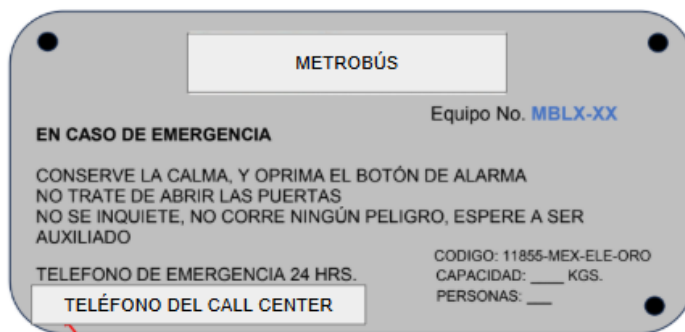 METROBÚS
Equipo No. MBLX-XX
EN CASO DE EMERGENCIA
CONSERVE LA CALMA, Y OPRIMA EL BOTÓN DE ALARMA
NO TRATE DE ABRIR LAS PUERTAS
NO SE INQUIETE, NO CORRE NINGÚN PELIGRO, ESPERE A SER
AUXILIADO
TELEFONO DE EMERGENCIA 24 HRS.
TELÉFONO DEL CALL CENTER
CODIGO: 11855-MEX-ELE-ORO
CAPACIDAD: ____ KGS.
PERSONAS: ___